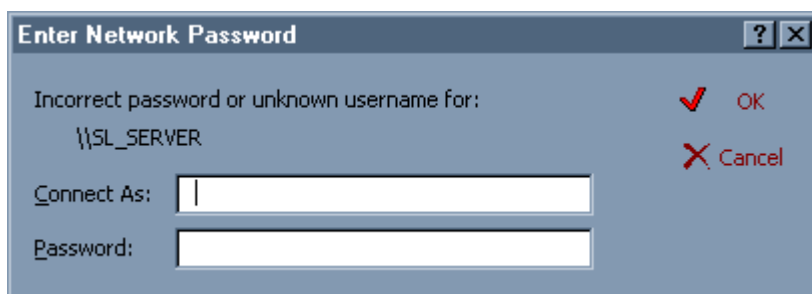 Enter Network Password
Incorrect password or unknown username for:
\\SL_SERVER
OK
Cancel
Connect As:
Password: